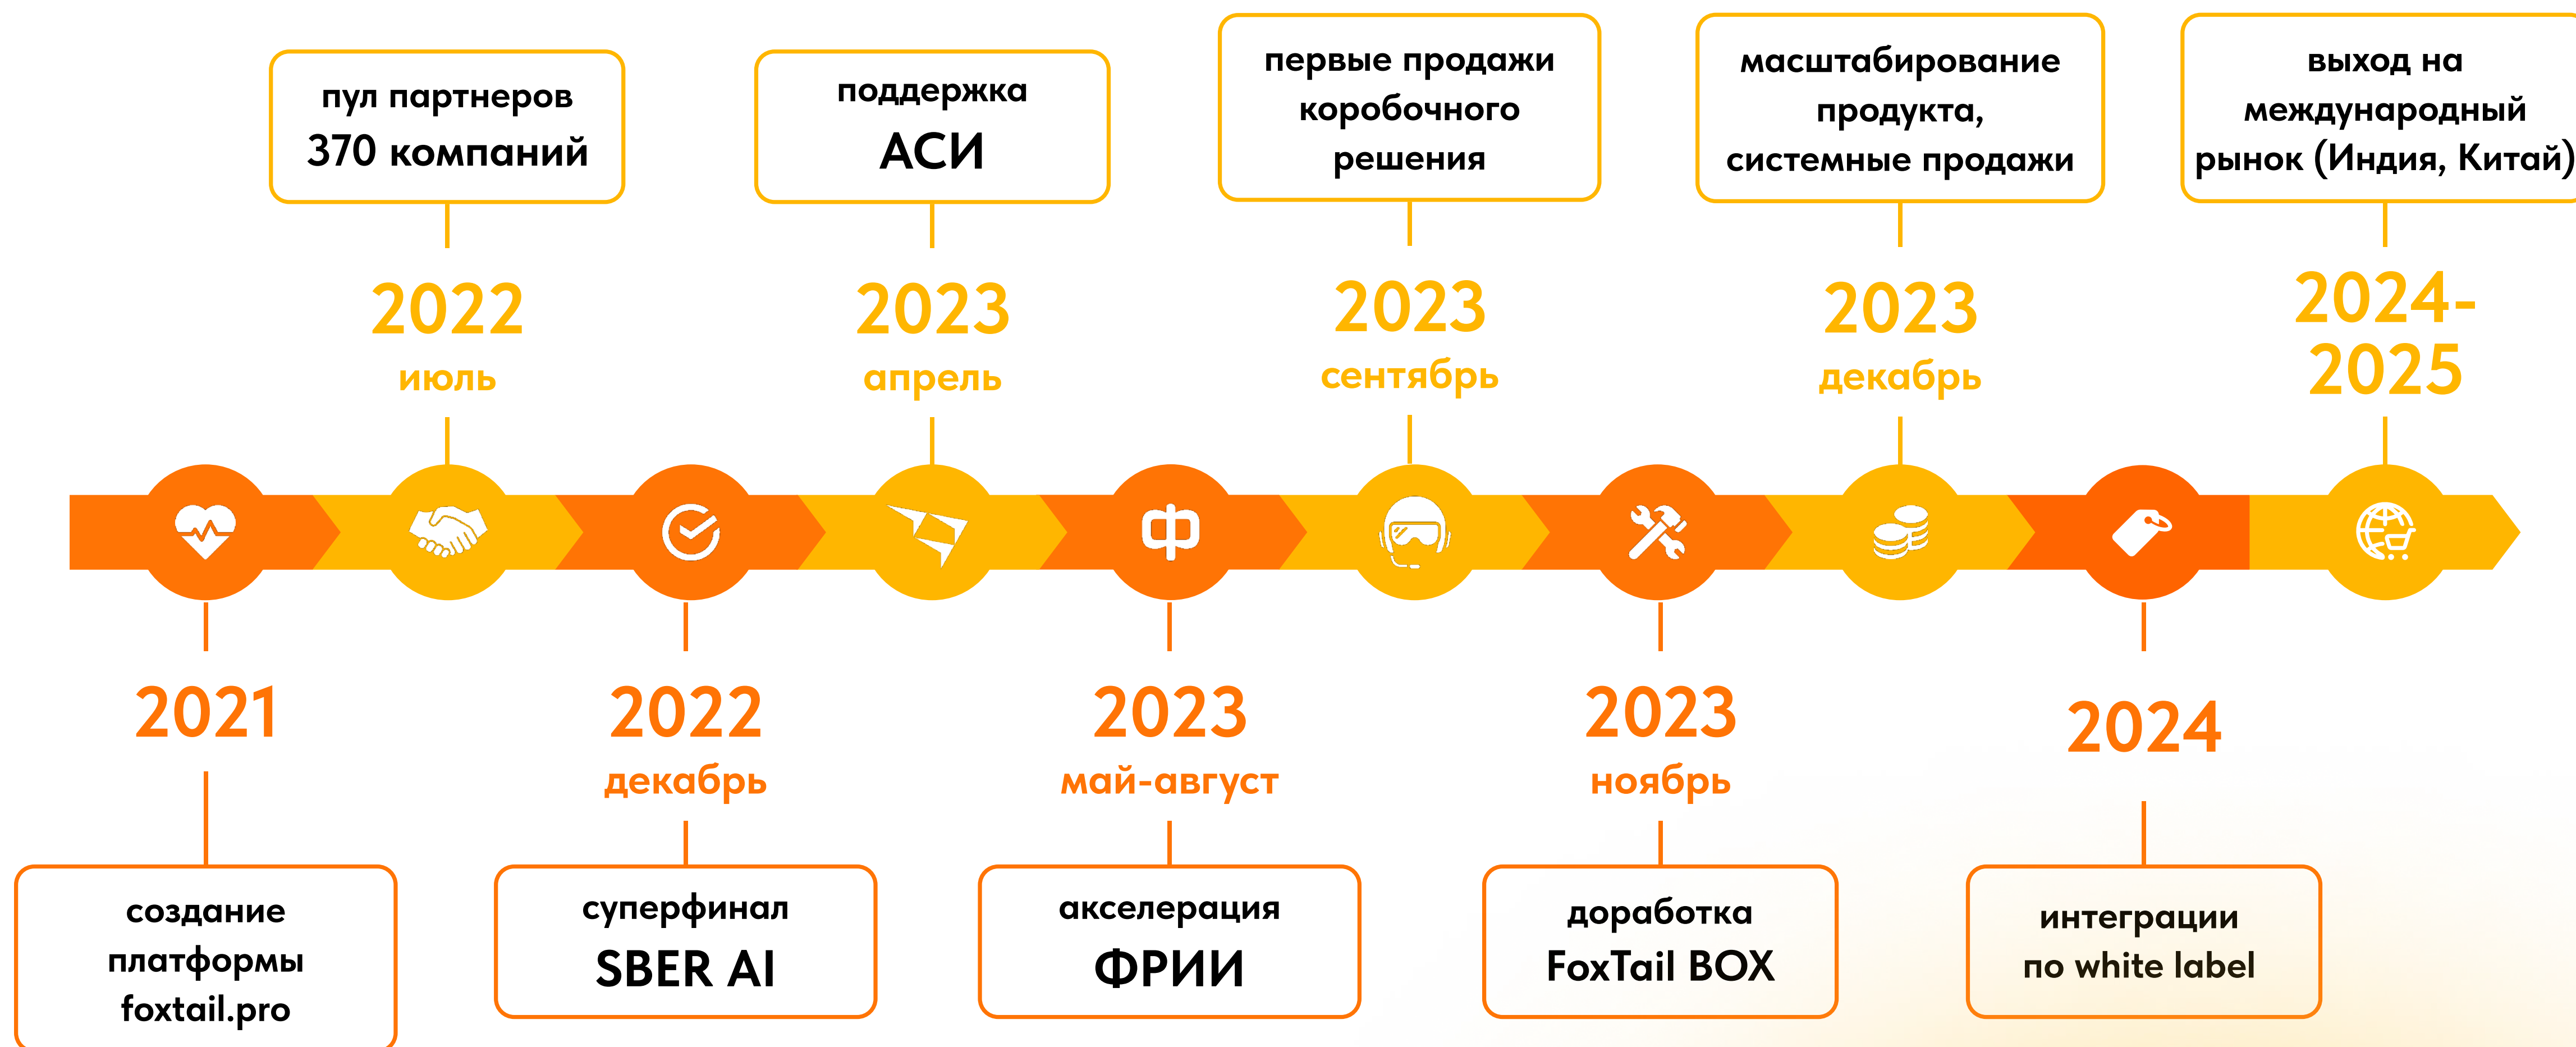 пул партнеров
370 компаний
поддержка
АСИ
первые продажи
коробочного
решения
масштабирование
продукта,
системные продажи
выход на
международный
рынок (Индия, Китай)
2022
июль
2023
апрель
2023
сентябрь
2023
декабрь
2024-
2025
2021
2022
декабрь
2023
май-август
2023
ноябрь
2024
создание
платформы
foxtail.pro
суперфинал
SBER AI
акселерация
ФРИИ
доработка
FoxTail BOX
интеграции
по white label